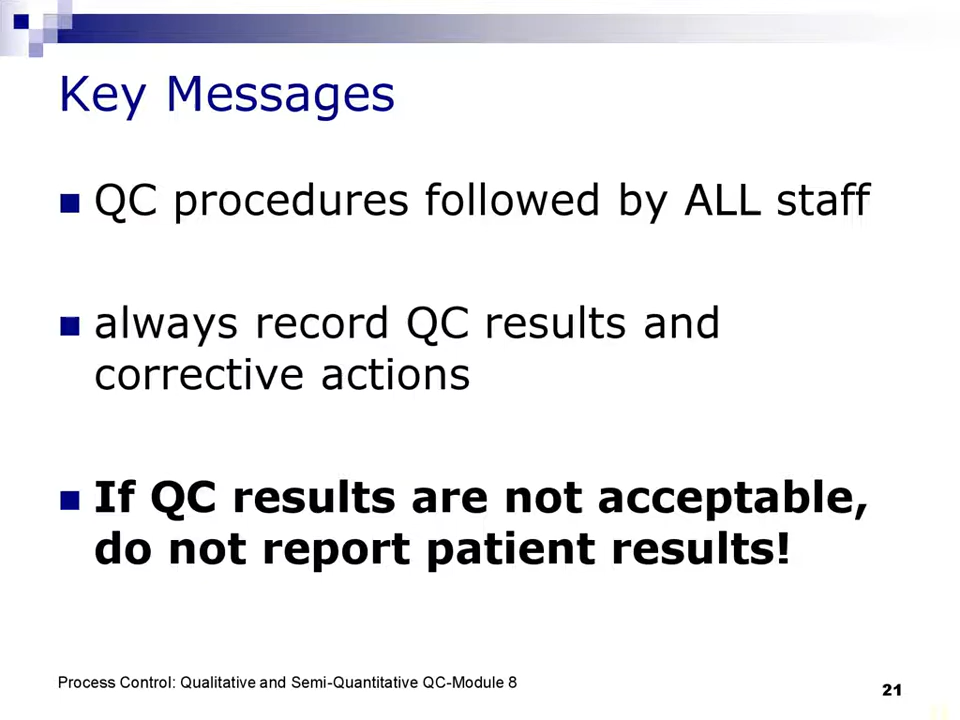 Key Messages
QC procedures followed by ALL staff
always record QC results and
corrective actions
If QC results are not acceptable,
do not report patient results!
Process Control: Qualitative and Semi-Quantitative QC-Module 8
21